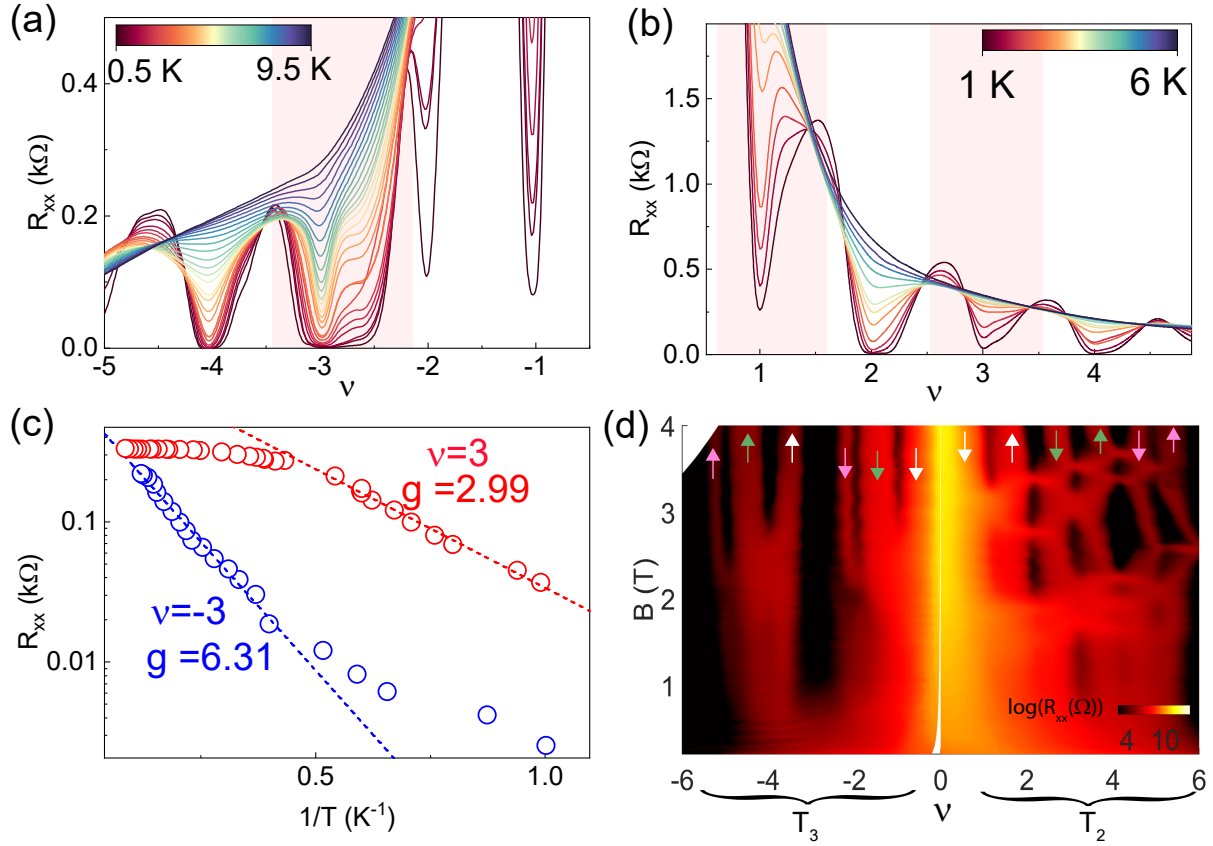 (a)
0.5 K 9.5 K
R_xx (kΩ)
0.4
0.2
0.0
-5 -4 -3 -2 -1
ν
(b)
1 K 6 K
R_xx (kΩ)
1.5
1.0
0.5
0.0
1 2 3 4
ν
(c)
R_xx (kΩ)
0.1
0.01
ν=3
g =2.99
ν=-3
g =6.31
0.5 1.0
1/T (K⁻¹)
(d)
B (T)
4
3
2
1
log(R_xx(Ω))
4 10
-6 -4 -2 0 2 4 6
T₃ ν T₂